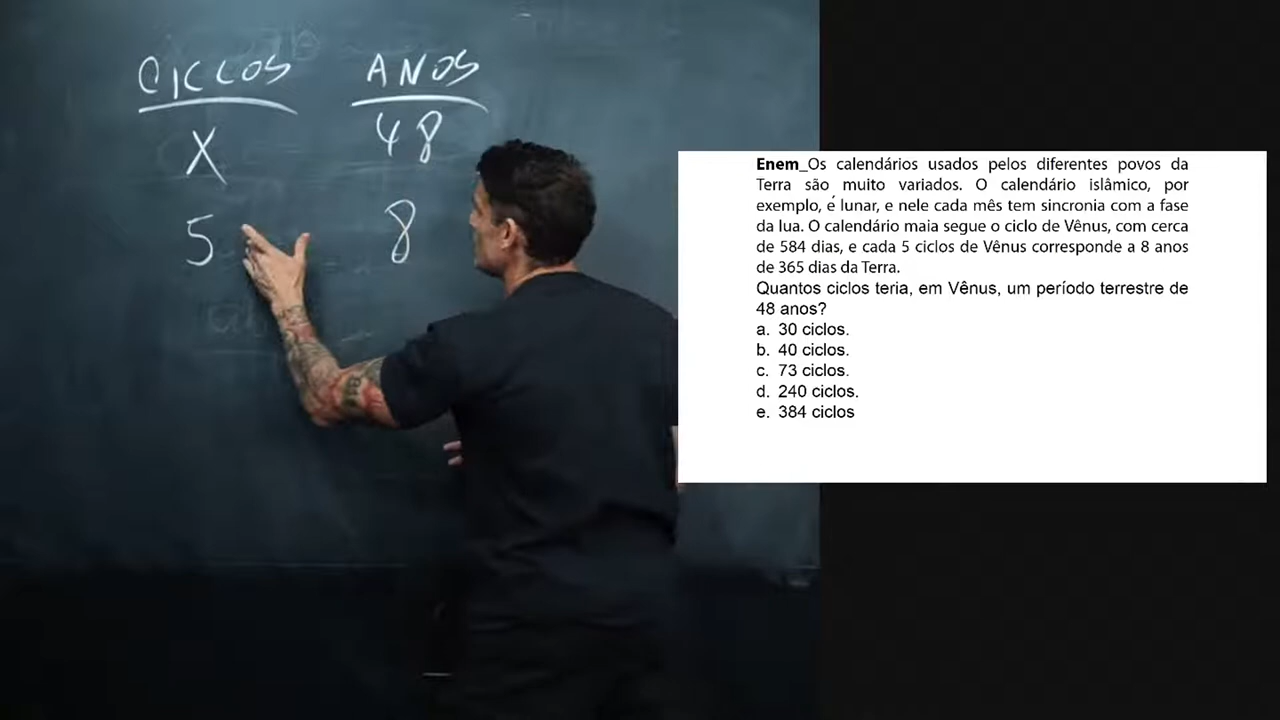 CICLOS ANOS
X 48
5 8
Enem_Os calendários usados pelos diferentes povos da
Terra são muito variados. O calendário islâmico, por
exemplo, é lunar, e nele cada mês tem sincronia com a fase
da lua. O calendário maia segue o ciclo de Vênus, com cerca
de 584 dias, e cada 5 ciclos de Vênus corresponde a 8 anos
de 365 dias da Terra.
Quantos ciclos teria, em Vênus, um período terrestre de
48 anos?
a. 30 ciclos.
b. 40 ciclos.
c. 73 ciclos.
d. 240 ciclos.
e. 384 ciclos